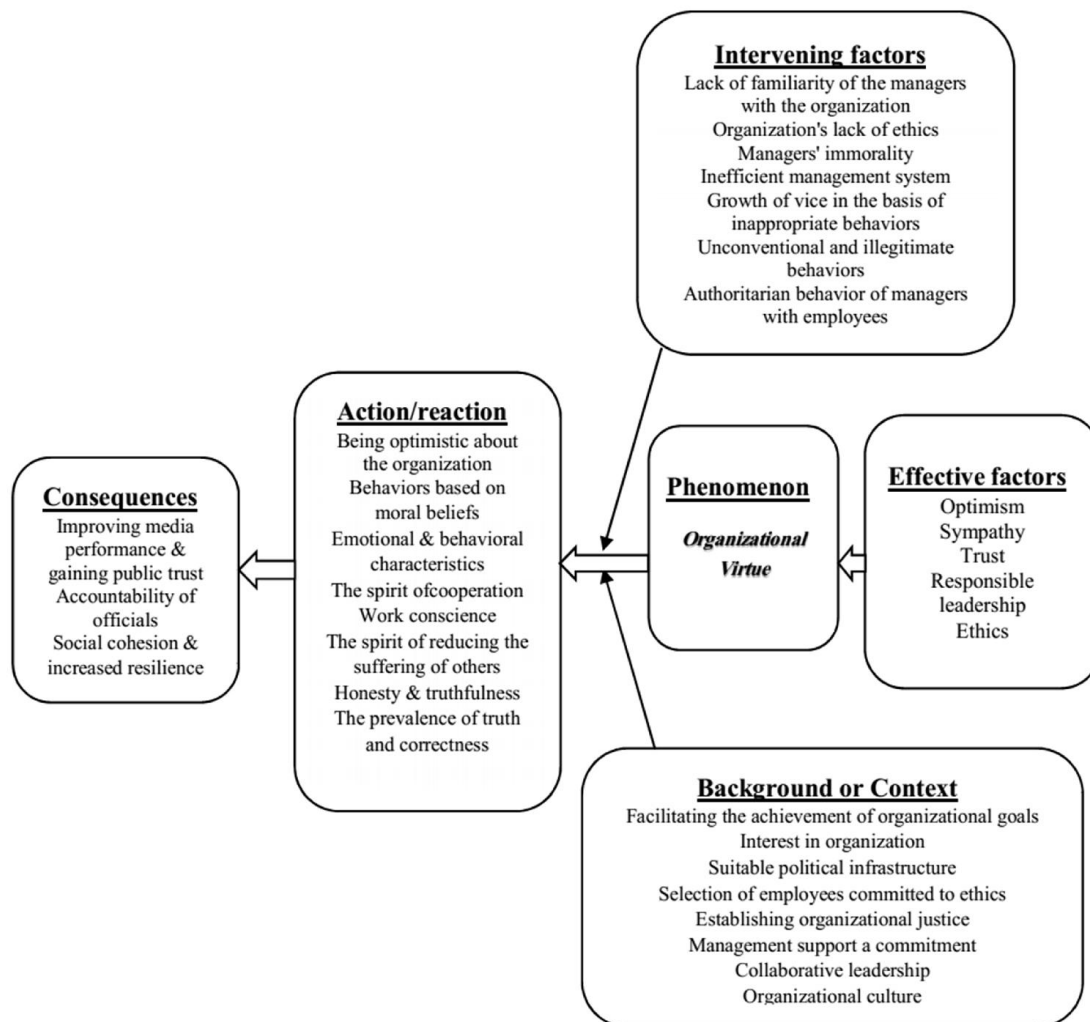 Intervening factors
Lack of familiarity of the managers
with the organization
Organization's lack of ethics
Managers' immorality
Inefficient management system
Growth of vice in the basis of
inappropriate behaviors
Unconventional and illegitimate
behaviors
Authoritarian behavior of managers
with employees
Action/reaction
Being optimistic about
the organization
Behaviors based on
moral beliefs
Emotional & behavioral
characteristics
The spirit ofcooperation
Work conscience
The spirit of reducing the
suffering of others
Honesty & truthfulness
The prevalence of truth
and correctness
Consequences
Improving media
performance &
gaining public trust
Accountability of
officials
Social cohesion &
increased resilience
Phenomenon
Organizational
Virtue
Effective factors
Optimism
Sympathy
Trust
Responsible
leadership
Ethics
Background or Context
Facilitating the achievement of organizational goals
Interest in organization
Suitable political infrastructure
Selection of employees committed to ethics
Establishing organizational justice
Management support a commitment
Collaborative leadership
Organizational culture